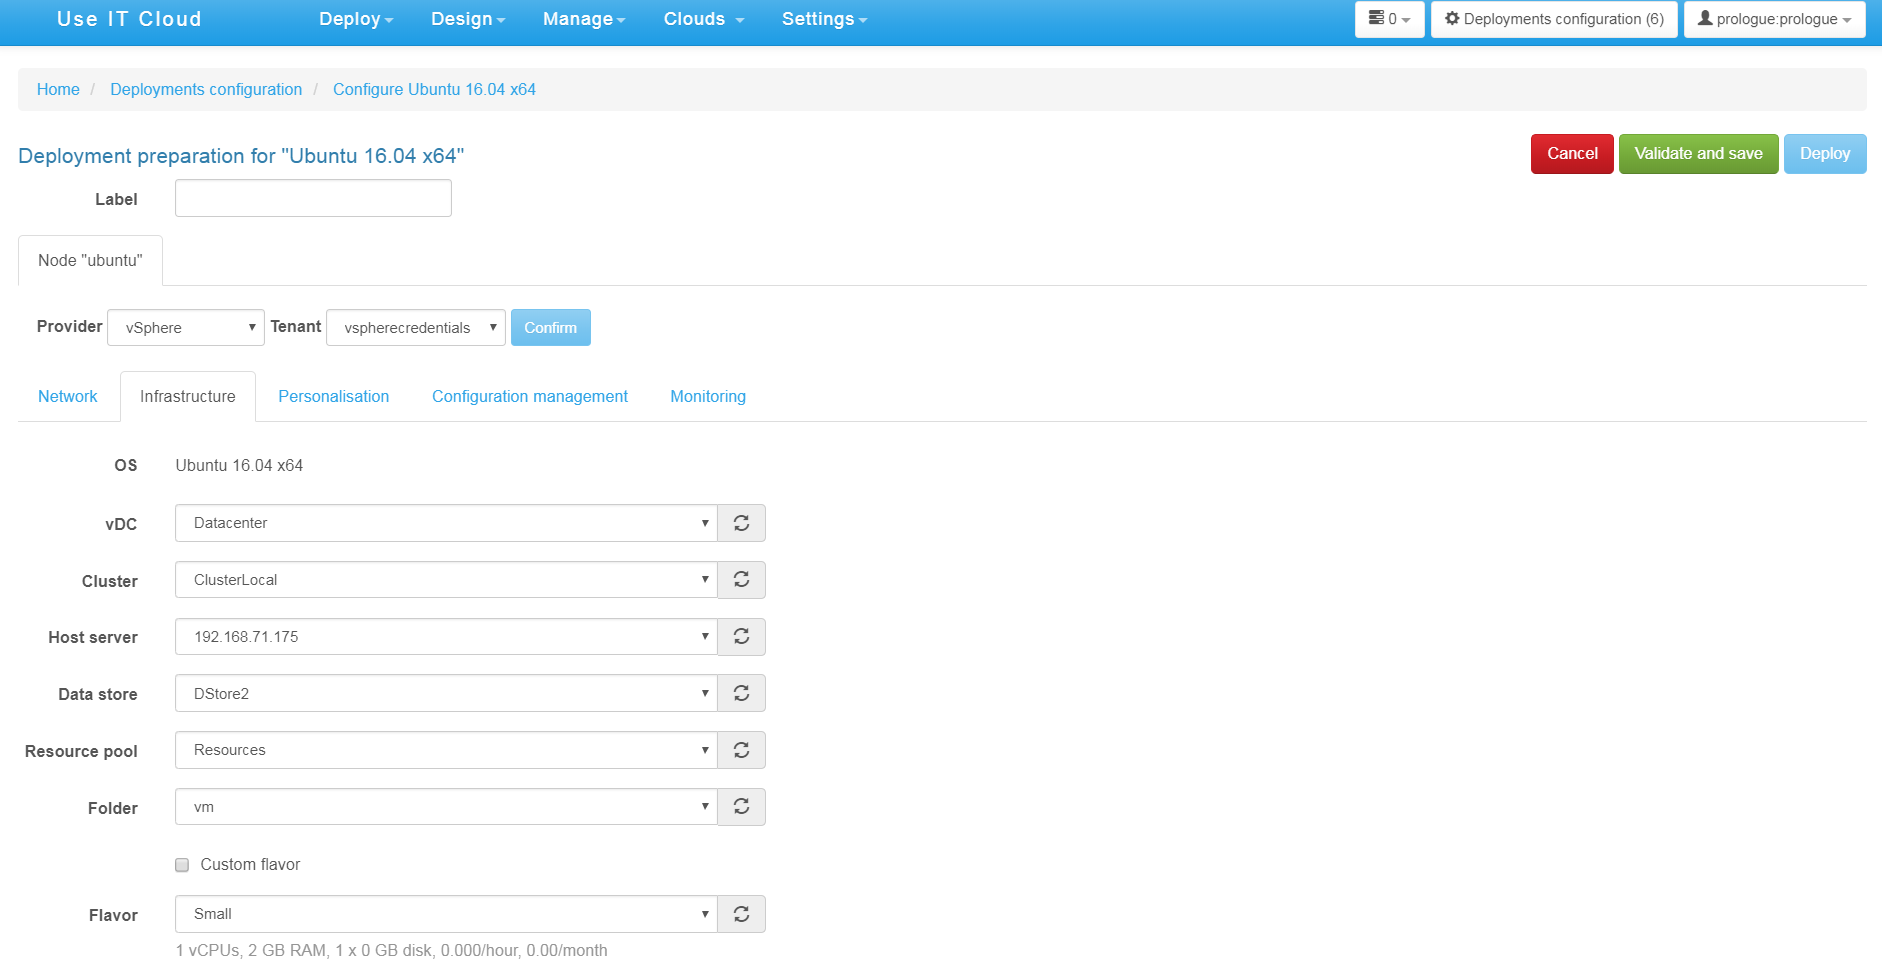 Use IT Cloud Deploy Design Manage Clouds Settings 0 Deployments configuration (6) prologue:prologue
Home / Deployments configuration / Configure Ubuntu 16.04 x64
Deployment preparation for "Ubuntu 16.04 x64" Cancel Validate and save Deploy
Label
Node "ubuntu"
Provider vSphere Tenant vspherecredentials Confirm
Network Infrastructure Personalisation Configuration management Monitoring
OS Ubuntu 16.04 x64
vDC Datacenter
Cluster ClusterLocal
Host server 192.168.71.175
Data store DStore2
Resource pool Resources
Folder vm
Custom flavor
Flavor Small
1 vCPUs, 2 GB RAM, 1 x 0 GB disk, 0.000/hour, 0.00/month